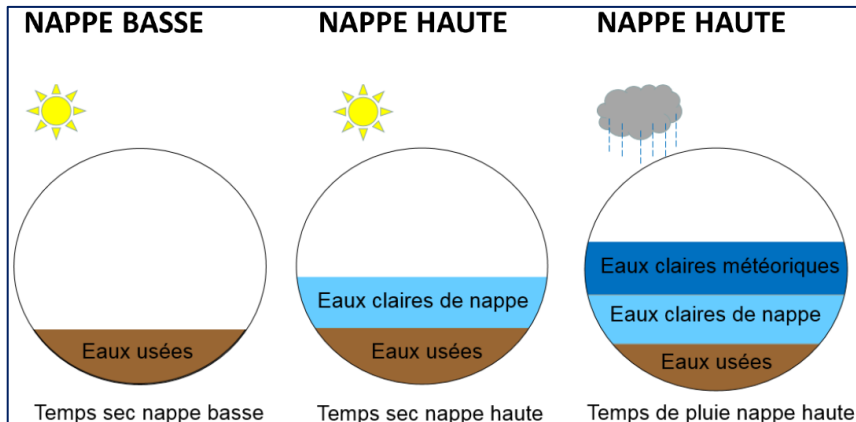 NAPPE BASSE
NAPPE HAUTE
NAPPE HAUTE
Eaux usées
Eaux claires de nappe
Eaux usées
Eaux claires météoriques
Eaux claires de nappe
Eaux usées
Temps sec nappe basse
Temps sec nappe haute
Temps de pluie nappe haute